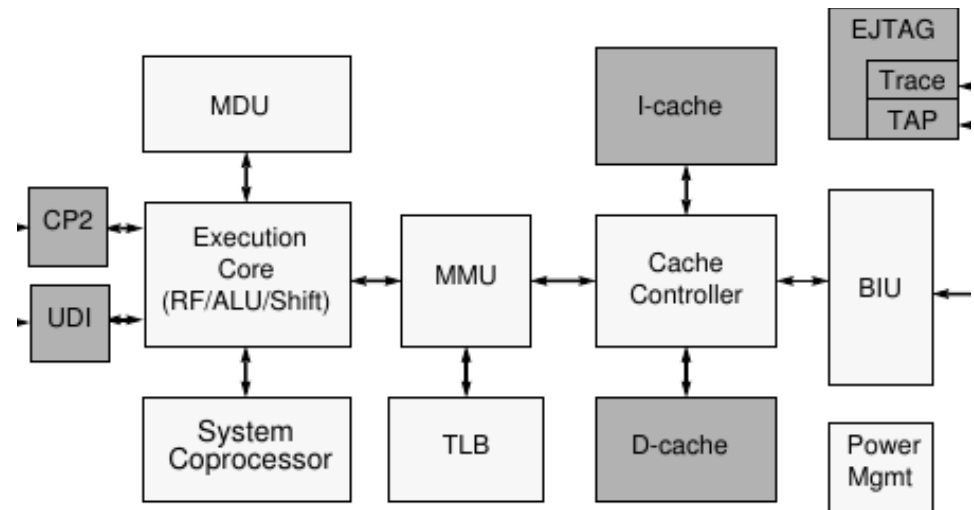 EJTAG
Trace
TAP
MDU
I-cache
CP2
Execution
Core
(RF/ALU/Shift)
MMU
Cache
Controller
BIU
UDI
System
Coprocessor
TLB
D-cache
Power
Mgmt